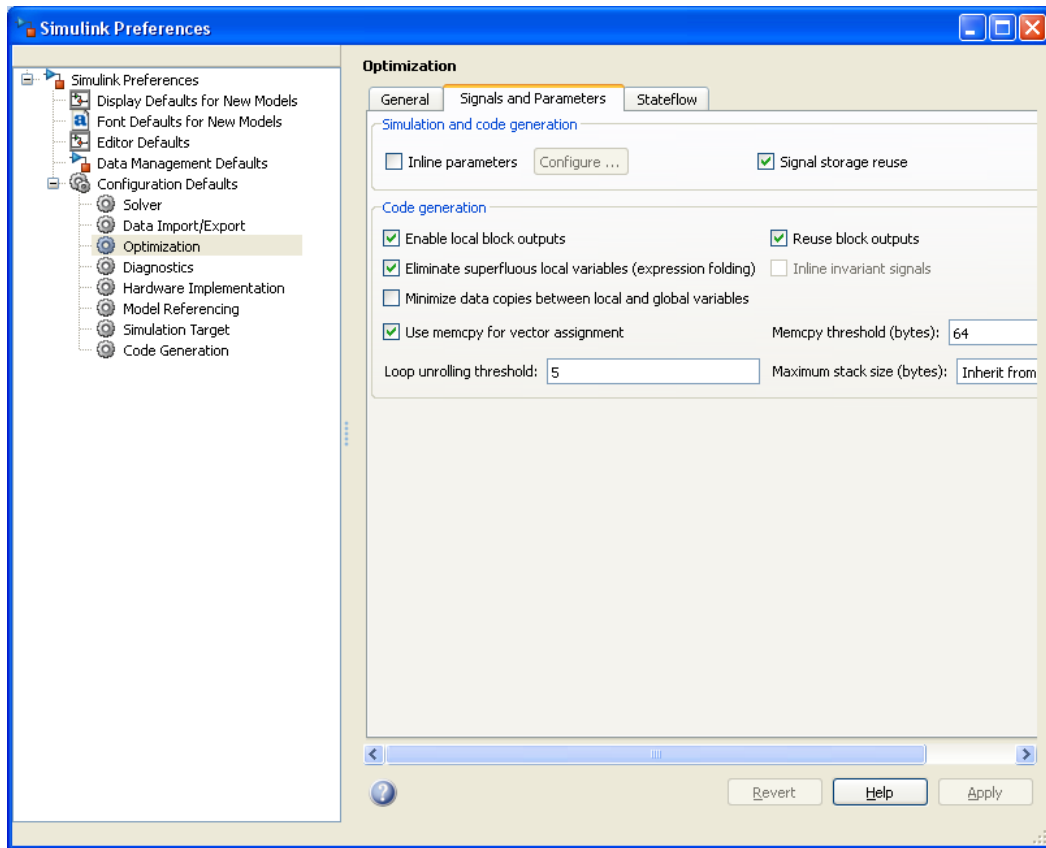 Simulink Preferences
Simulink Preferences
Display Defaults for New Models
Font Defaults for New Models
Editor Defaults
Data Management Defaults
Configuration Defaults
Solver
Data Import/Export
Optimization
Diagnostics
Hardware Implementation
Model Referencing
Simulation Target
Code Generation
Optimization
General Signals and Parameters Stateflow
Simulation and code generation
Inline parameters Configure ... Signal storage reuse
Code generation
Enable local block outputs Reuse block outputs
Eliminate superfluous local variables (expression folding) Inline invariant signals
Minimize data copies between local and global variables
Use memcpy for vector assignment Memcpy threshold (bytes): 64
Loop unrolling threshold: 5 Maximum stack size (bytes): Inherit from
Revert Help Apply